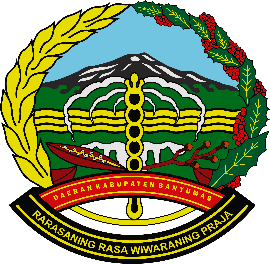 DAERAH KABUPATEN BANYUMAS
RARASANING RASA WIWARANING PRAJA